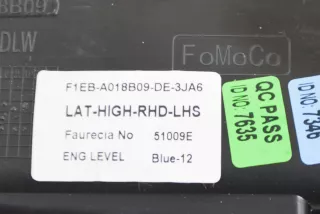 DLW
FoMoCo
F1EB-A018B09-DE-3JA6
LAT-HIGH-RHD-LHS
Faurecia No 51009E
ENG LEVEL Blue-12
QC PASS
ID NO: 7635
ID NO: 7346